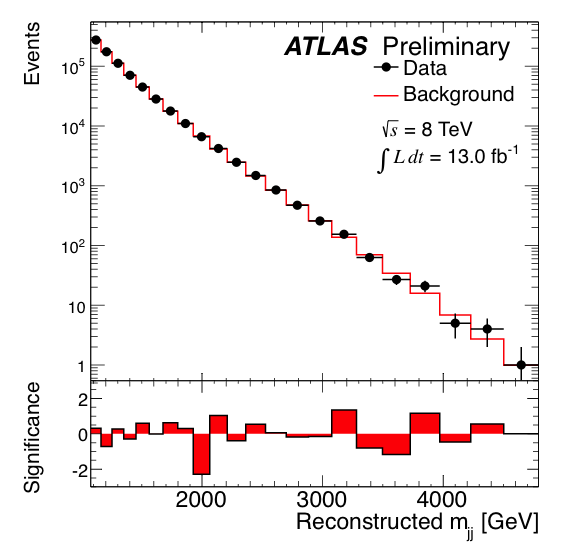 ATLAS Preliminary
Data
Background
√s = 8 TeV
∫ L dt = 13.0 fb⁻¹
Events
10⁵
10⁴
10³
10²
10
1
Significance
2
0
-2
2000 3000 4000
Reconstructed m_jj [GeV]